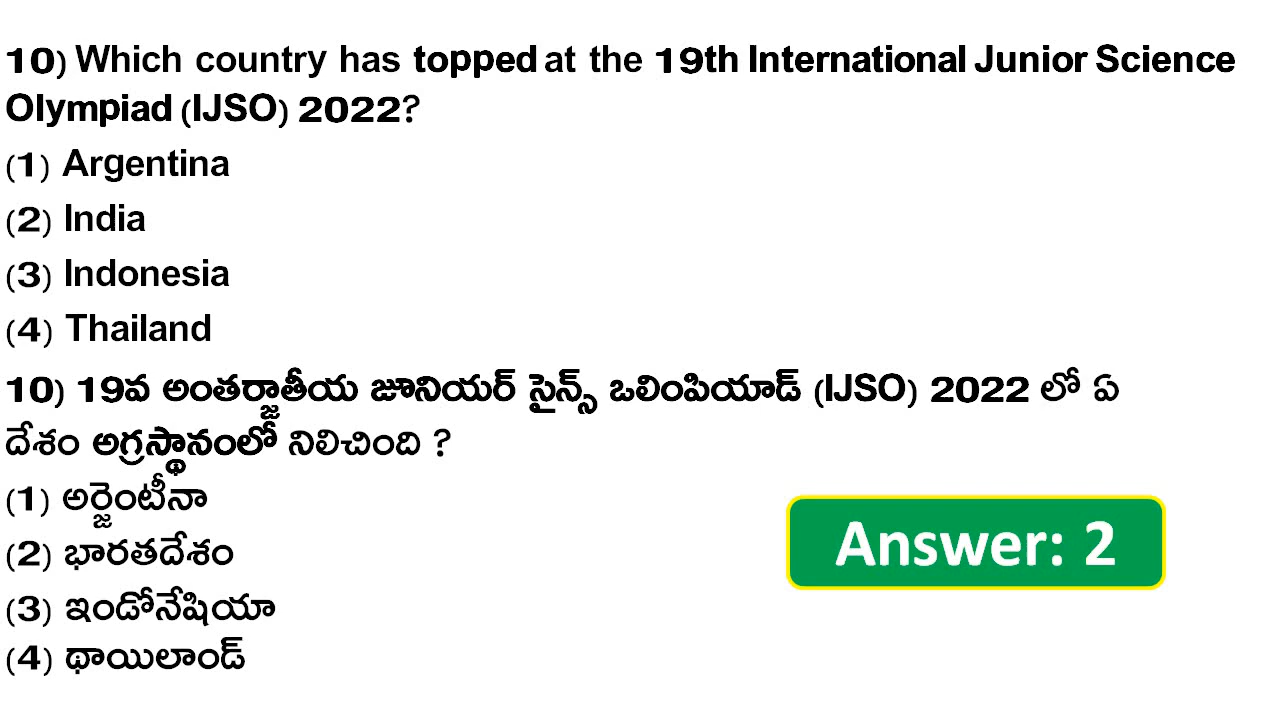 10) Which country has topped at the 19th International Junior Science
Olympiad (IJSO) 2022?
(1) Argentina
(2) India
(3) Indonesia
(4) Thailand
10) 19వ అంతర్జాతీయ జూనియర్ సైన్స్ ఒలింపియాడ్ (IJSO) 2022 లో ఏ
దేశం అగ్రస్థానంలో నిలిచింది ?
(1) అర్జెంటీనా
(2) భారతదేశం
(3) ఇండోనేషియా
(4) థాయిలాండ్
Answer: 2